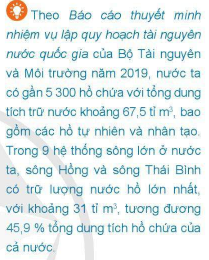 Theo Báo cáo thuyết minh
nhiệm vụ lập quy hoạch tài nguyên
nước quốc gia của Bộ Tài nguyên
và Môi trường năm 2019, nước ta
có gần 5 300 hồ chứa với tổng dung
tích trữ nước khoảng 67,5 tỉ m³, bao
gồm các hồ tự nhiên và nhân tạo.
Trong 9 hệ thống sông lớn ở nước
ta, sông Hồng và sông Thái Bình
có trữ lượng nước hồ lớn nhất,
với khoảng 31 tỉ m³, tương đương
45,9 % tổng dung tích hồ chứa của
cả nước.